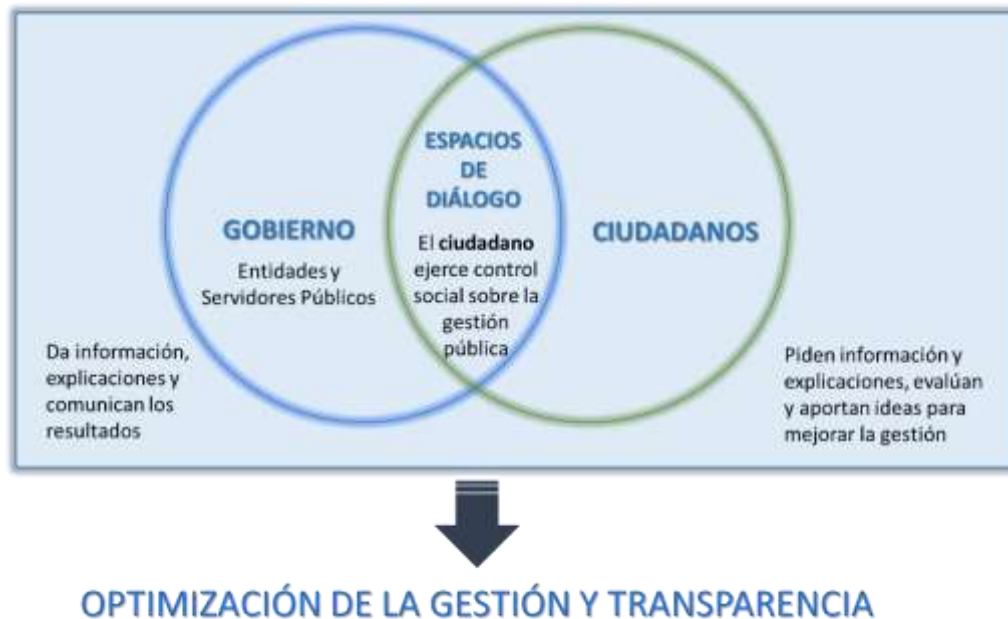 GOBIERNO
Entidades y
Servidores Públicos
Da información,
explicaciones y
comunican los
resultados
ESPACIOS
DE
DIÁLOGO
El ciudadano
ejerce control
social sobre la
gestión
pública
CIUDADANOS
Piden información y
explicaciones, evalúan
y aportan ideas para
mejorar la gestión
OPTIMIZACIÓN DE LA GESTIÓN Y TRANSPARENCIA